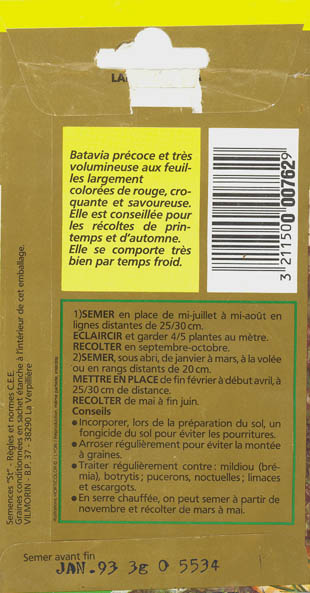 LA
Batavia précoce et très
volumineuse aux feuil-
les largement
colorées de rouge, cro-
quante et savoureuse.
Elle est conseillée pour
les récoltes de prin-
temps et d'automne.
Elle se comporte très
bien par temps froid.
3 211500 007629
1)SEMER en place de mi-juillet à mi-août en
lignes distantes de 25/30 cm.
ECLAIRCIR et garder 4/5 plantes au mètre.
RECOLTER en septembre-octobre.
2)SEMER, sous abri, de janvier à mars, à la volée
ou en rangs distants de 20 cm.
METTRE EN PLACE de fin février à début avril, à
25/30 cm de distance.
RECOLTER de mai à fin juin.
Conseils
● Incorporer, lors de la préparation du sol, un
fongicide du sol pour éviter les pourritures.
● Arroser régulièrement pour éviter la montée
à graines.
● Traiter régulièrement contre : mildiou (bré-
mia), botrytis ; pucerons, noctuelles ; limaces
et escargots.
● En serre chauffée, on peut semer à partir de
novembre et récolter de mars à mai.
Semences "St" - Règles et normes C.E.E.
Graines conditionnées en sachet étanche à l'intérieur de cet emballage.
VILMORIN - B.P. 37 - 38290 La Verpillière
Semer avant fin
JAN. 93 3g O 5534